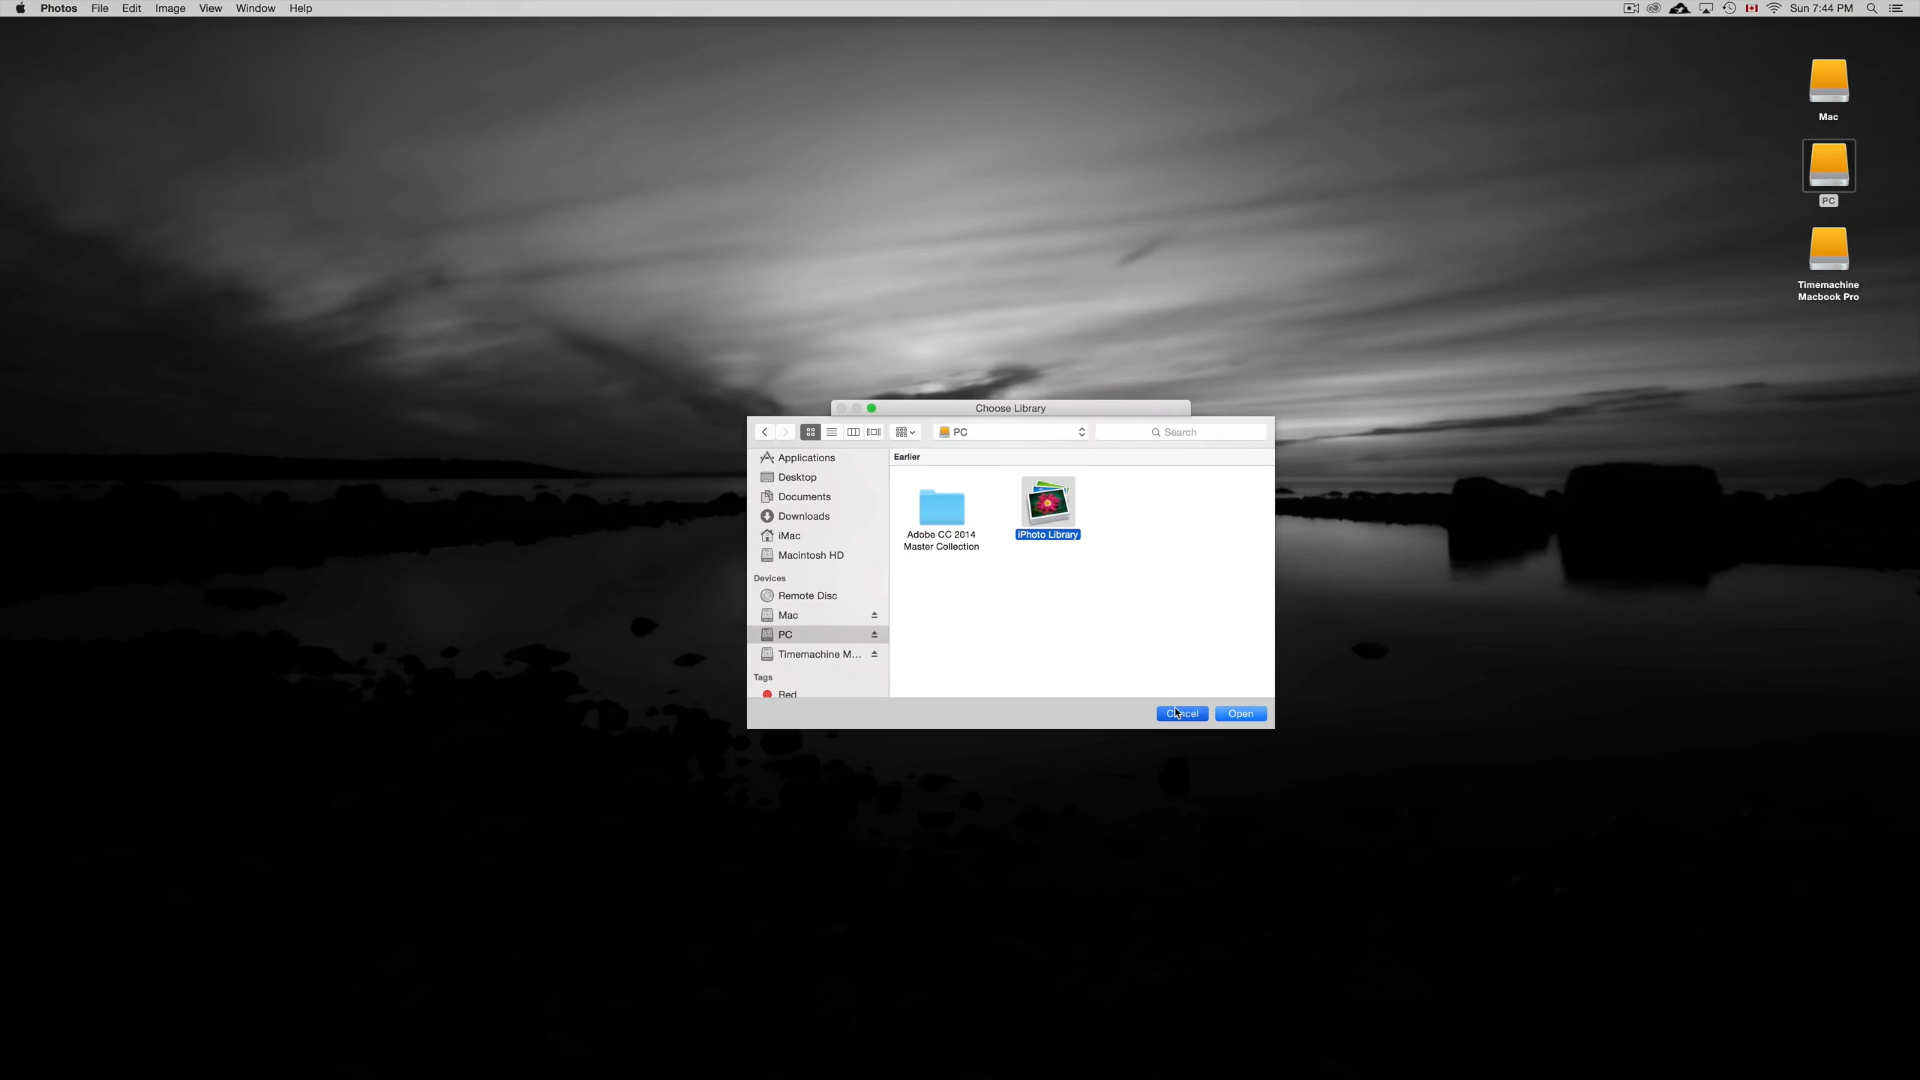 Photos File Edit Image View Window Help Sun 7:44 PM
Mac
PC
Timemachine
Macbook Pro
Choose Library
PC
Search
Applications
Desktop
Documents
Downloads
iMac
Macintosh HD
Devices
Remote Disc
Mac
PC
Timemachine M...
Tags
Red
Earlier
Adobe CC 2014
Master Collection
iPhoto Library
Cancel
Open